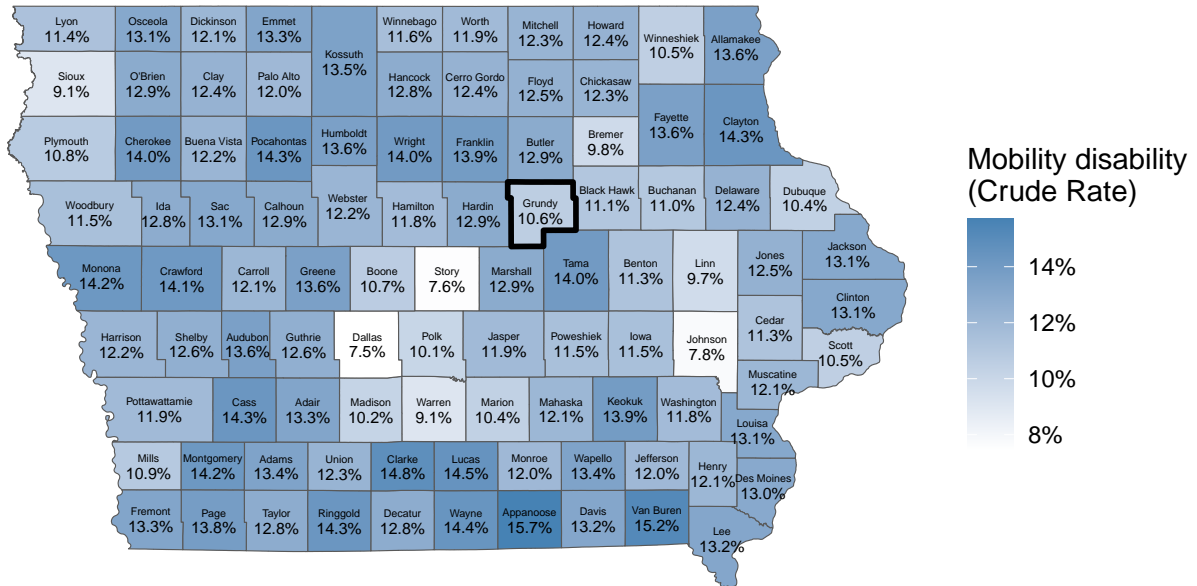 Lyon Osceola Dickinson Emmet Winnebago Worth Mitchell Howard Winneshiek Allamakee
11.4% 13.1% 12.1% 13.3% 11.6% 11.9% 12.3% 12.4% 10.5% 13.6%
Kossuth
13.5%
Sioux O'Brien Clay Palo Alto Hancock Cerro Gordo Floyd Chickasaw
9.1% 12.9% 12.4% 12.0% 12.8% 12.4% 12.5% 12.3%
Fayette Clayton
13.6% 14.3%
Plymouth Cherokee Buena Vista Pocahontas Humboldt Wright Franklin Butler Bremer
10.8% 14.0% 12.2% 14.3% 13.6% 14.0% 13.9% 12.9% 9.8%
Mobility disability
(Crude Rate)
Woodbury Ida Sac Calhoun Webster Hamilton Hardin Grundy Black Hawk Buchanan Delaware Dubuque
11.5% 12.8% 13.1% 12.9% 12.2% 11.8% 12.9% 10.6% 11.1% 11.0% 12.4% 10.4%
Monona Crawford Carroll Greene Boone Story Marshall Tama Benton Linn Jones Jackson
14.2% 14.1% 12.1% 13.6% 10.7% 7.6% 12.9% 14.0% 11.3% 9.7% 12.5% 13.1%
14%
Clinton
13.1%
12%
Harrison Shelby Audubon Guthrie Dallas Polk Jasper Poweshiek Iowa Johnson Cedar Scott
12.2% 12.6% 13.6% 12.6% 7.5% 10.1% 11.9% 11.5% 11.5% 7.8% 11.3% 10.5%
10%
Muscatine
12.1%
Pottawattamie Cass Adair Madison Warren Marion Mahaska Keokuk Washington Louisa
11.9% 14.3% 13.3% 10.2% 9.1% 10.4% 12.1% 13.9% 11.8% 13.1%
8%
Mills Montgomery Adams Union Clarke Lucas Monroe Wapello Jefferson Henry Des Moines
10.9% 14.2% 13.4% 12.3% 14.8% 14.5% 12.0% 13.4% 12.0% 12.1% 13.0%
Fremont Page Taylor Ringgold Decatur Wayne Appanoose Davis Van Buren Lee
13.3% 13.8% 12.8% 14.3% 12.8% 14.4% 15.7% 13.2% 15.2% 13.2%